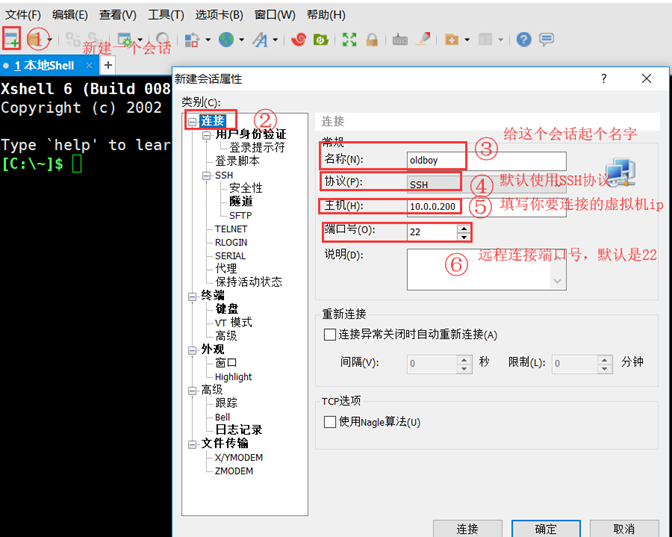 文件(F) 编辑(E) 查看(V) 工具(T) 选项卡(B) 窗口(W) 帮助(H)
① 新建一个会话
1 本地Shell
Xshell 6 (Build 008
Copyright (c) 2002
Type `help' to lear
[C:\~]$
新建会话属性
类别(C):
连接
②
用户身份验证
登录提示符
登录脚本
SSH
安全性
隧道
SFTP
TELNET
RLOGIN
SERIAL
代理
保持活动状态
终端
键盘
VT 模式
高级
外观
窗口
Highlight
高级
跟踪
Bell
日志记录
文件传输
X/YMODEM
ZMODEM
连接
常规
③ 给这个会话起个名字
名称(N): oldboy
协议(P): SSH
④ 默认使用SSH协议
主机(H): 10.0.0.200
⑤ 填写你要连接的虚拟机ip
端口号(O): 22
⑥ 远程连接端口号，默认是22
说明(D):
重新连接
连接异常关闭时自动重新连接(A)
间隔(V): 0 秒 限制(L): 0 分钟
TCP选项
使用Nagle算法(U)
连接 确定 取消